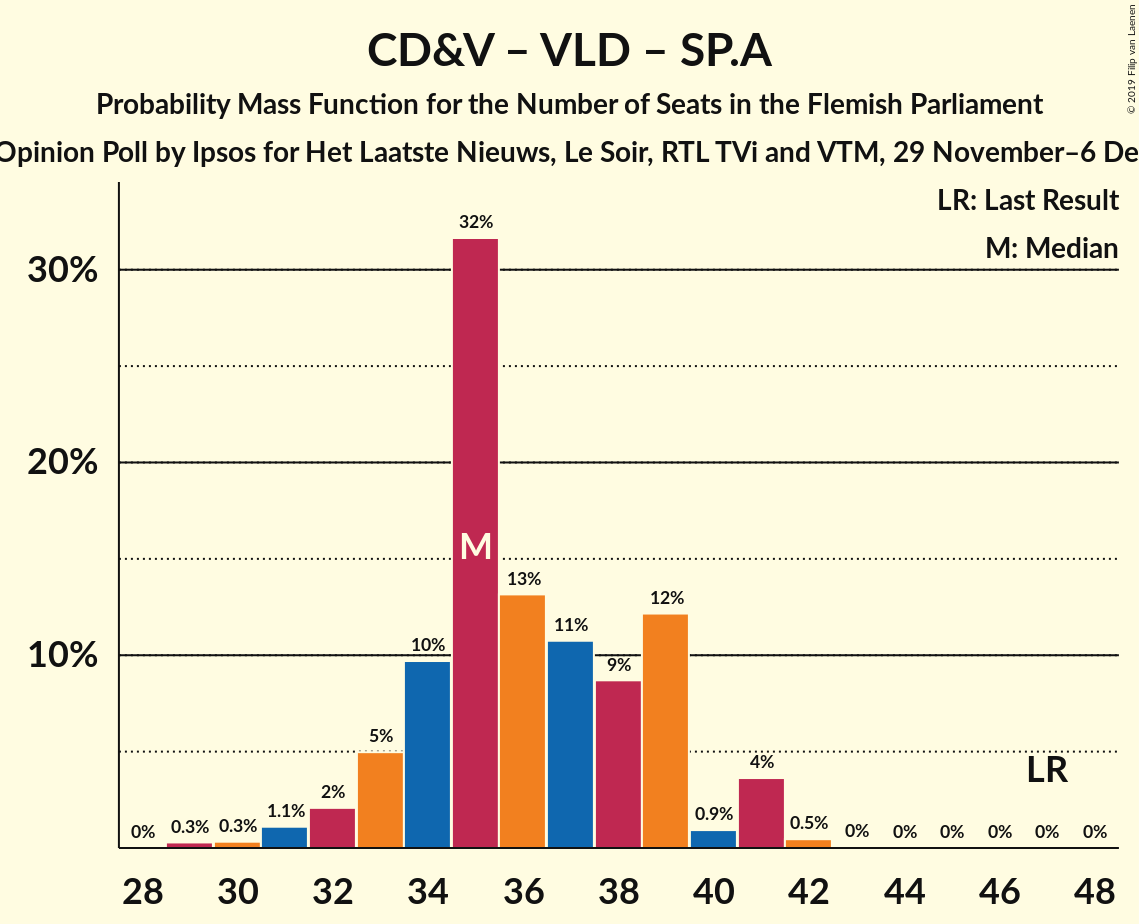 CD&V – VLD – SP.A
Probability Mass Function for the Number of Seats in the Flemish Parliament
Opinion Poll by Ipsos for Het Laatste Nieuws, Le Soir, RTL TVi and VTM, 29 November–6 De
© 2019 Filip van Laenen
LR: Last Result
M: Median
32%
30%
20%
M
13%
12%
11%
10%
10%
9%
5%
4%
LR
2%
1.1%
0.9%
0.5%
0% 0.3% 0.3% 0% 0% 0% 0% 0% 0%
28 30 32 34 36 38 40 42 44 46 48